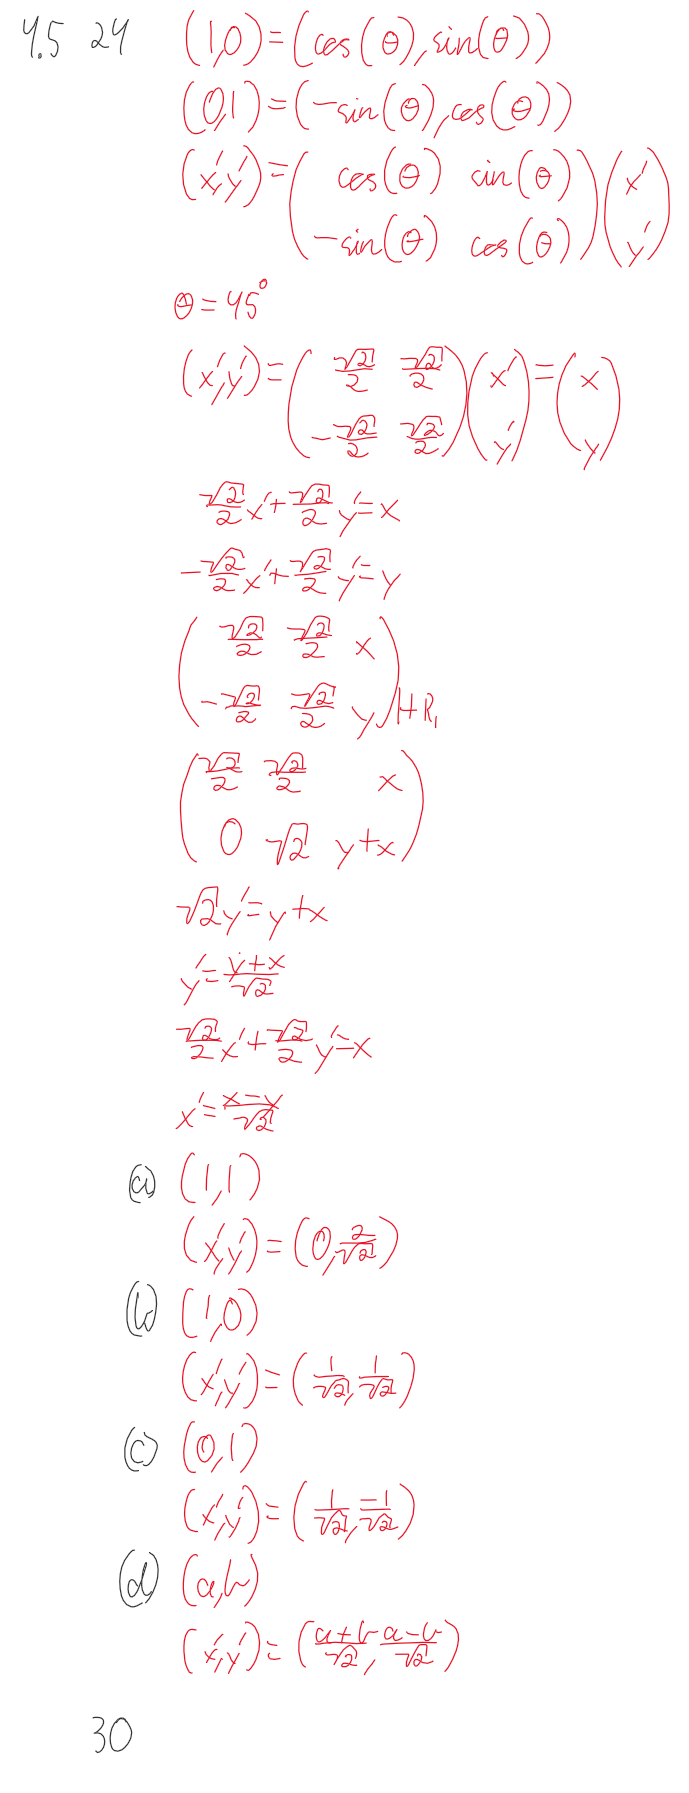 4.5 24 (1,0)=(cos(θ),sin(θ))
(0,1)=(-sin(θ),cos(θ))
(x',y')=(cos(θ) sin(θ))(x')
(-sin(θ) cos(θ))(y')
θ=45°
(x',y')=(√2/2 √2/2)(x')=(x)
(-√2/2 √2/2)(y') (y)
√2/2 x'+√2/2 y'=x
-√2/2 x'+√2/2 y'=y
(√2/2 √2/2 x)
(-√2/2 √2/2 y)+R₁
(√2/2 √2/2 x)
(0 √2 y+x)
√2y'=y+x
y'=y+x/√2
√2/2 x'+√2/2 y'=x
x'=x-y/√2
(a) (1,1)
(x',y')=(0,2/√2)
(b) (1,0)
(x',y')=(1/√2,1/√2)
(c) (0,1)
(x',y')=(1/√2,-1/√2)
(d) (a,b)
(x',y')=(a+b/√2,a-b/√2)
30